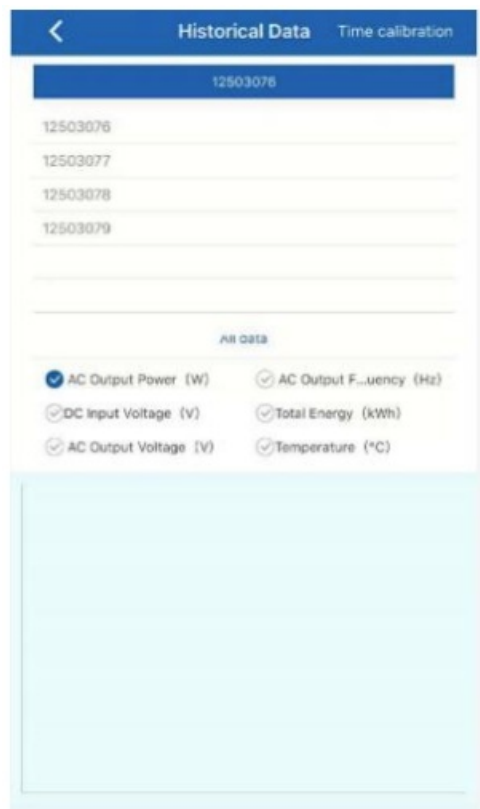 Historical Data Time calibration
12503076
12503076
12503077
12503078
12503079
All data
AC Output Power (W) AC Output F...uency (Hz)
DC Input Voltage (V) Total Energy (kWh)
AC Output Voltage (V) Temperature (°C)